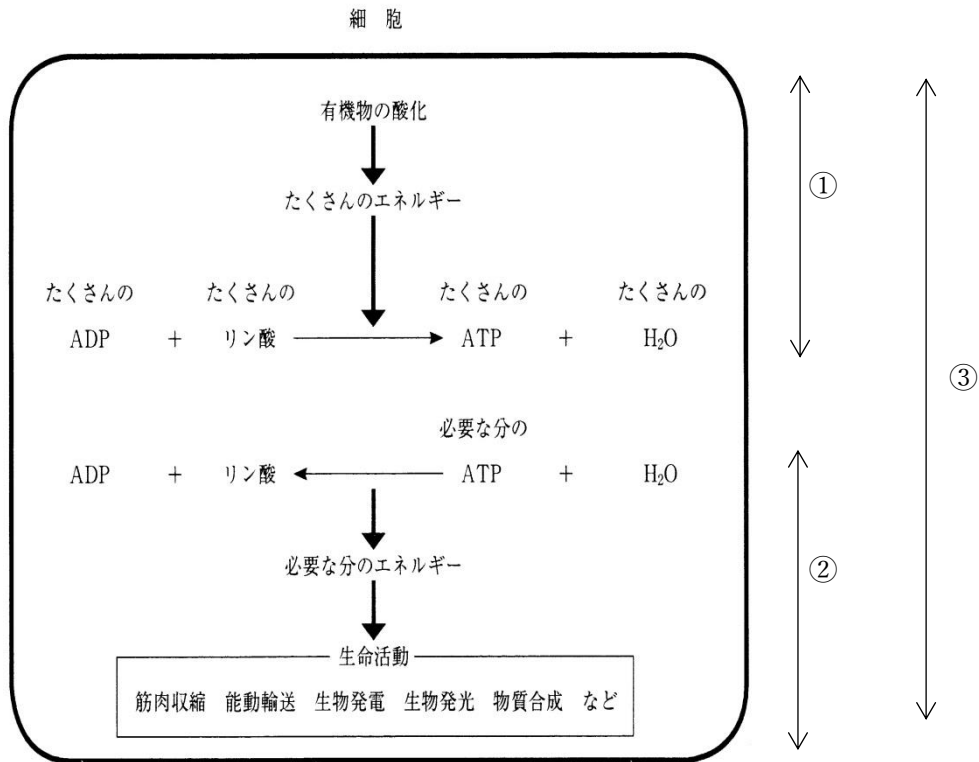 細 胞
有機物の酸化
①
たくさんのエネルギー
たくさんの たくさんの たくさんの たくさんの
ADP + リン酸 ATP + H₂O
③
必要な分の
ADP + リン酸 ATP + H₂O
必要な分のエネルギー
②
生命活動
筋肉収縮 能動輸送 生物発電 生物発光 物質合成 など